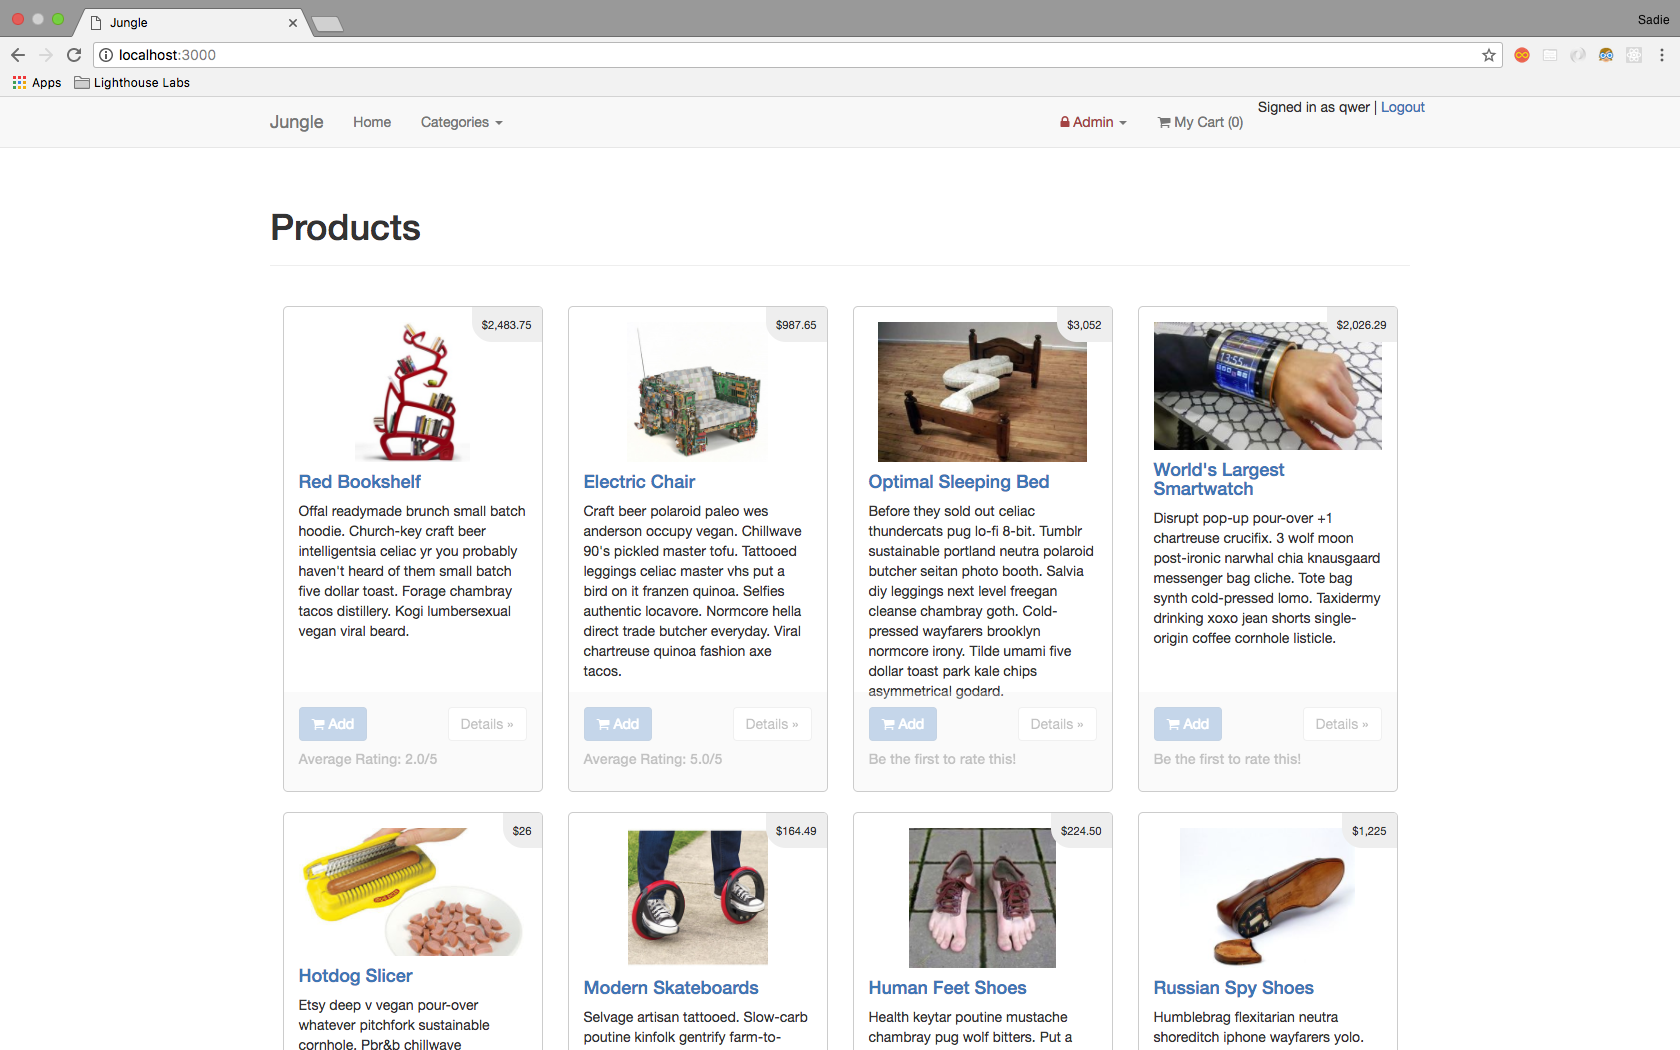 Jungle
Sadie
localhost:3000
Apps
Lighthouse Labs
Jungle
Home
Categories
Admin
My Cart (0)
Signed in as qwer | Logout
Products
$2,483.75
Red Bookshelf
Offal readymade brunch small batch
hoodie. Church-key craft beer
intelligentsia celiac yr you probably
haven't heard of them small batch
five dollar toast. Forage chambray
tacos distillery. Kogi lumbersexual
vegan viral beard.
Add
Details »
Average Rating: 2.0/5
$987.65
Electric Chair
Craft beer polaroid paleo wes
anderson occupy vegan. Chillwave
90's pickled master tofu. Tattooed
leggings celiac master vhs put a
bird on it franzen quinoa. Selfies
authentic locavore. Normcore hella
direct trade butcher everyday. Viral
chartreuse quinoa fashion axe
tacos.
Add
Details »
Average Rating: 5.0/5
$3,052
Optimal Sleeping Bed
Before they sold out celiac
thundercats pug lo-fi 8-bit. Tumblr
sustainable portland neutra polaroid
butcher seitan photo booth. Salvia
diy leggings next level freegan
cleanse chambray goth. Cold-
pressed wayfarers brooklyn
normcore irony. Tilde umami five
dollar toast park kale chips
asymmetrical godard.
Add
Details »
Be the first to rate this!
$2,026.29
13:55
World's Largest
Smartwatch
Disrupt pop-up pour-over +1
chartreuse crucifix. 3 wolf moon
post-ironic narwhal chia knausgaard
messenger bag cliche. Tote bag
synth cold-pressed lomo. Taxidermy
drinking xoxo jean shorts single-
origin coffee cornhole listicle.
Add
Details »
Be the first to rate this!
$26
Hotdog Slicer
Etsy deep v vegan pour-over
whatever pitchfork sustainable
cornhole. Pbr&b chillwave
$164.49
Modern Skateboards
Selvage artisan tattooed. Slow-carb
poutine kinfolk gentrify farm-to-
$224.50
Human Feet Shoes
Health keytar poutine mustache
chambray pug wolf bitters. Put a
$1,225
Russian Spy Shoes
Humblebrag flexitarian neutra
shoreditch iphone wayfarers yolo.